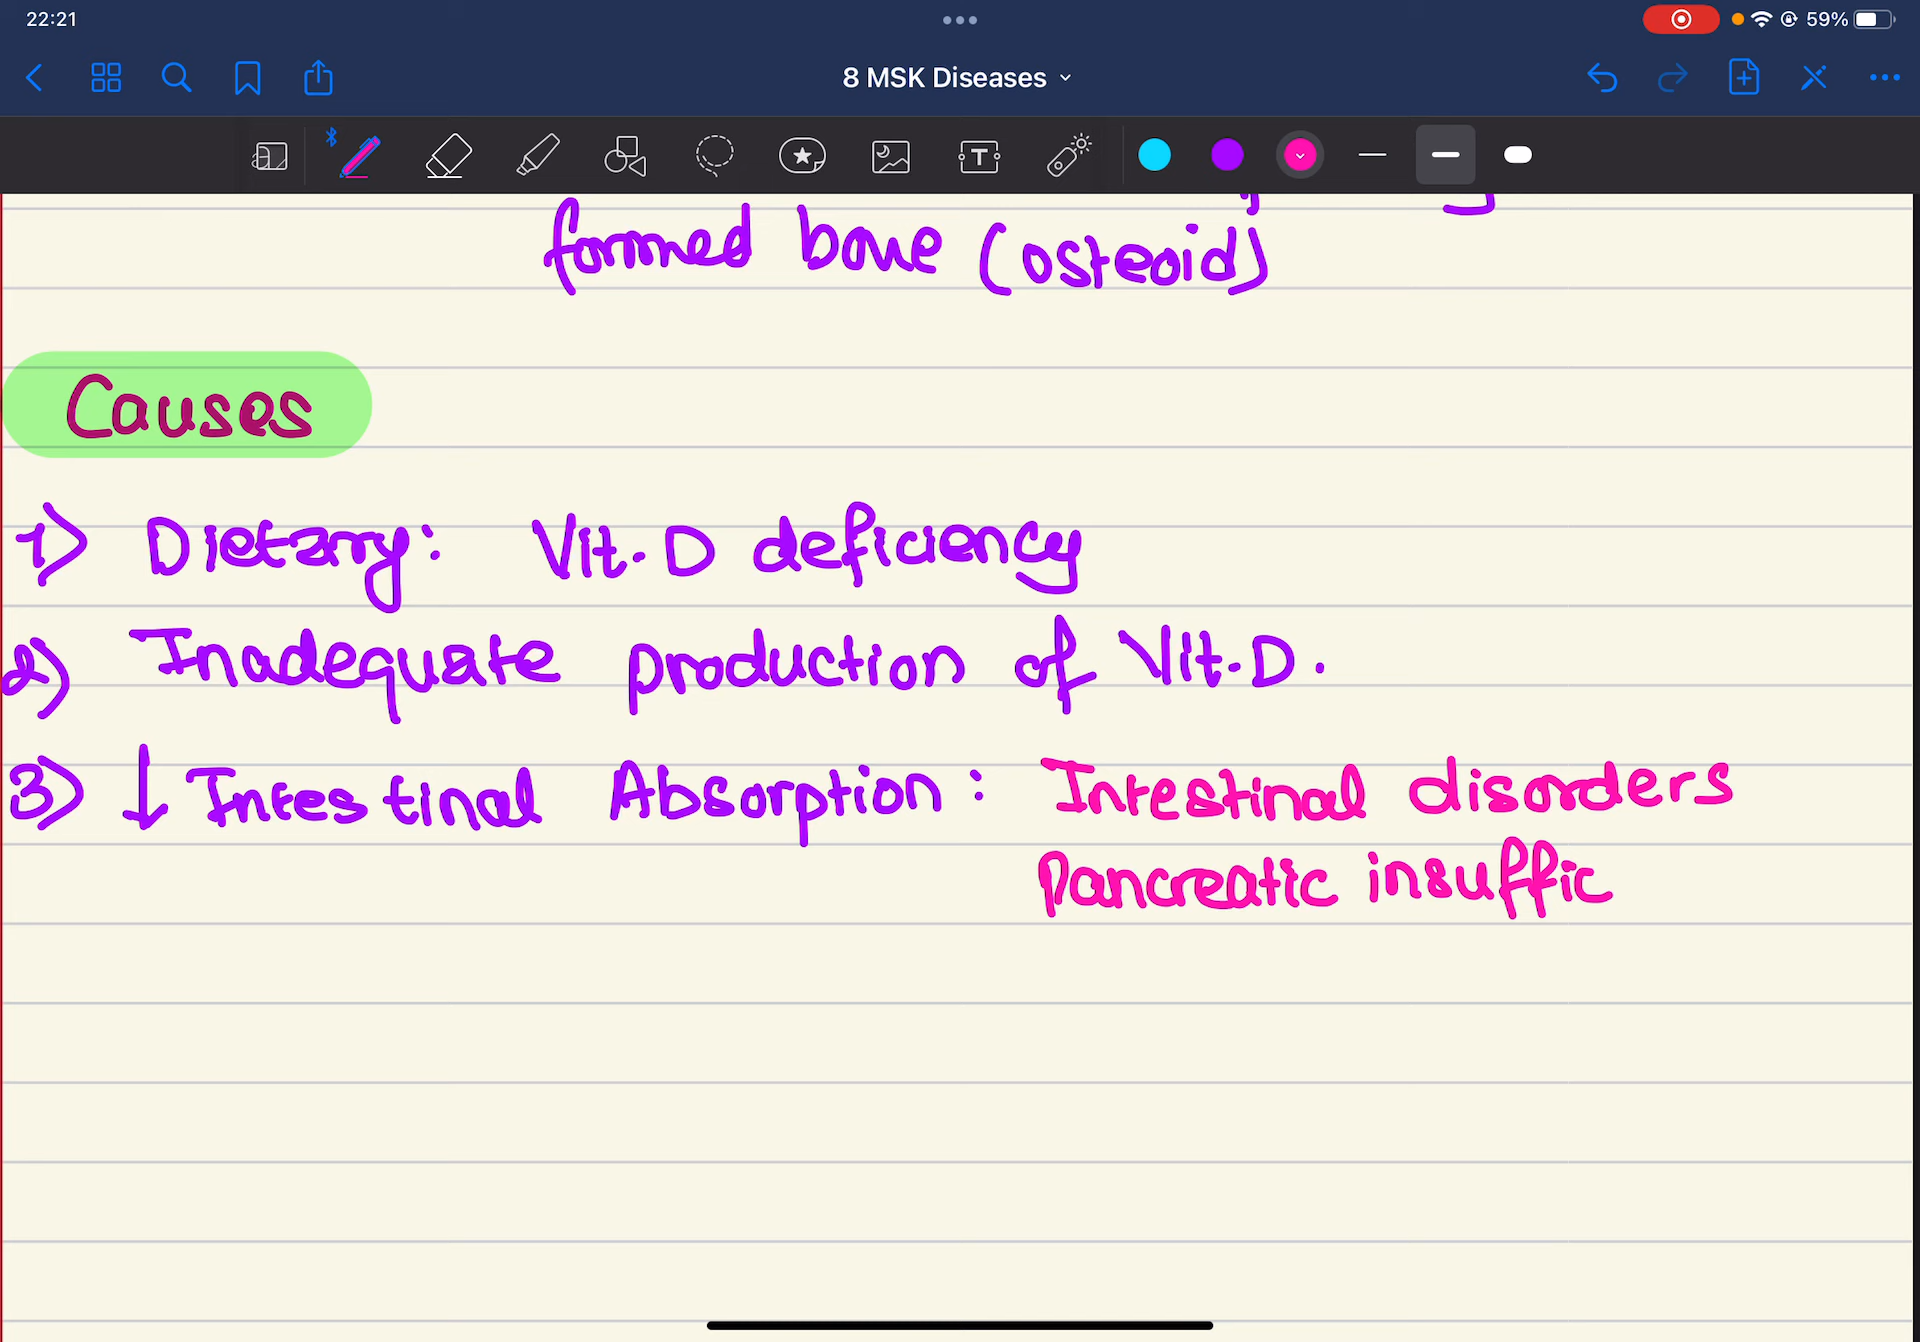 22:21
59%
8 MSK Diseases
T
formed bone (osteoid)
Causes
1) Dietary: Vit. D deficiency
2) Inadequate production of Vit. D.
3) ↓ Intestinal Absorption: Intestinal disorders
Pancreatic insuffic